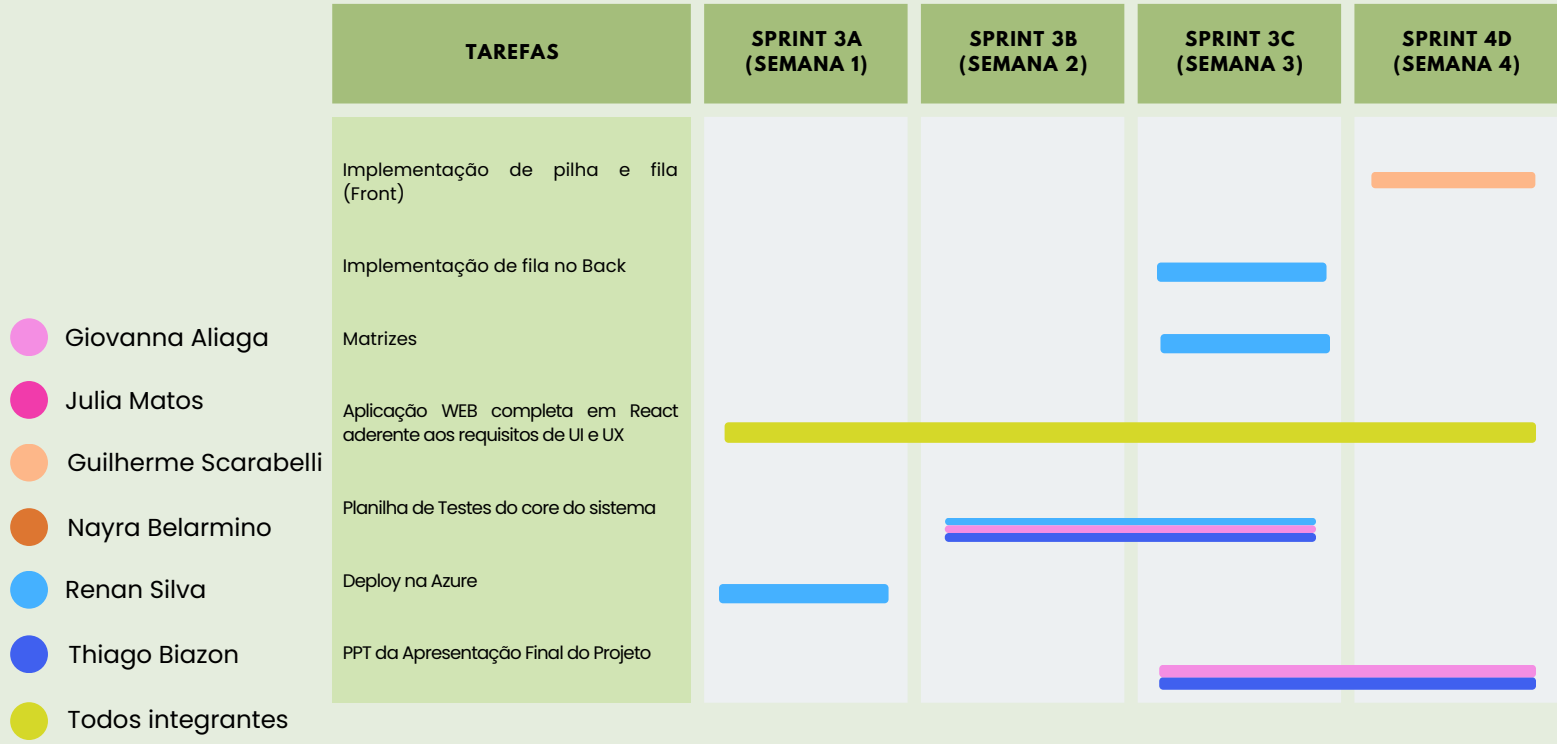 TAREFAS
SPRINT 3A
(SEMANA 1)
SPRINT 3B
(SEMANA 2)
SPRINT 3C
(SEMANA 3)
SPRINT 4D
(SEMANA 4)
Implementação de pilha e fila
(Front)
Implementação de fila no Back
Matrizes
Aplicação WEB completa em React
aderente aos requisitos de UI e UX
Planilha de Testes do core do sistema
Deploy na Azure
PPT da Apresentação Final do Projeto
Giovanna Aliaga
Julia Matos
Guilherme Scarabelli
Nayra Belarmino
Renan Silva
Thiago Biazon
Todos integrantes